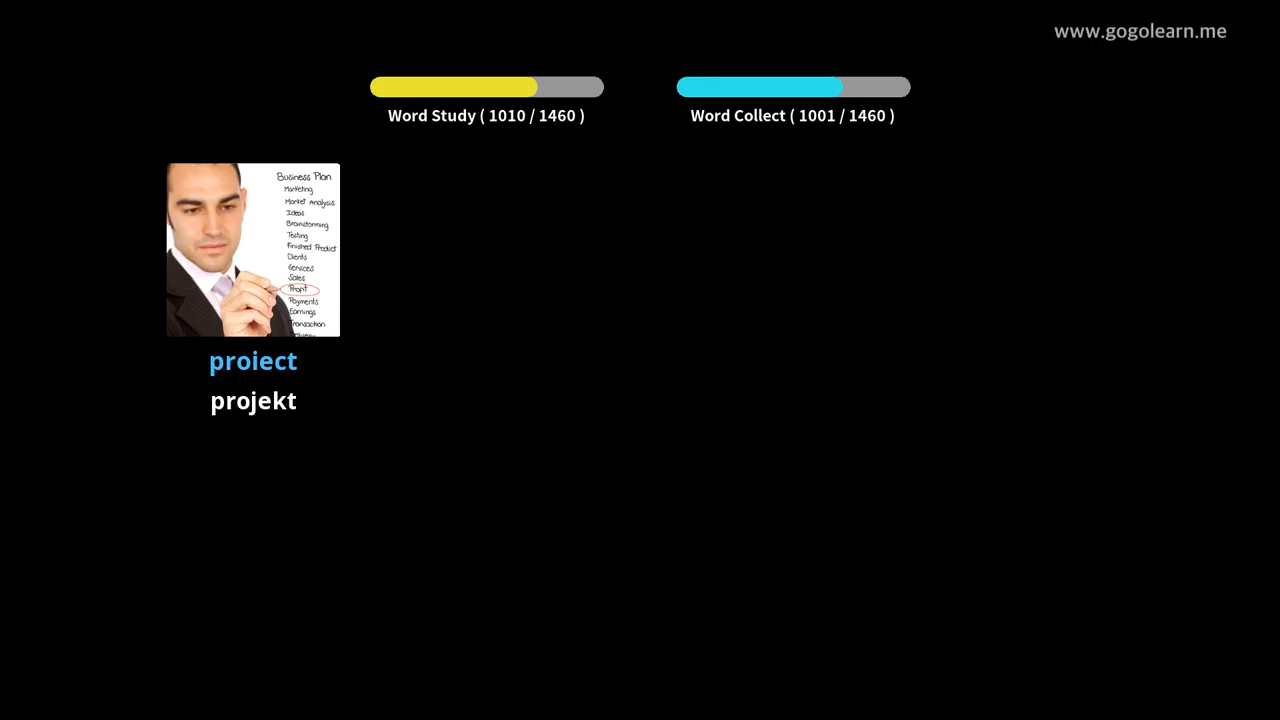 www.gogolearn.me
Word Study ( 1010 / 1460 )
Word Collect ( 1001 / 1460 )
Business Plan
Marketing
Market Analysis
Ideas
Brainstorming
Testing
Finished Product
Clients
Services
Sales
Profit
Payments
Earnings
Transaction
proiect
projekt